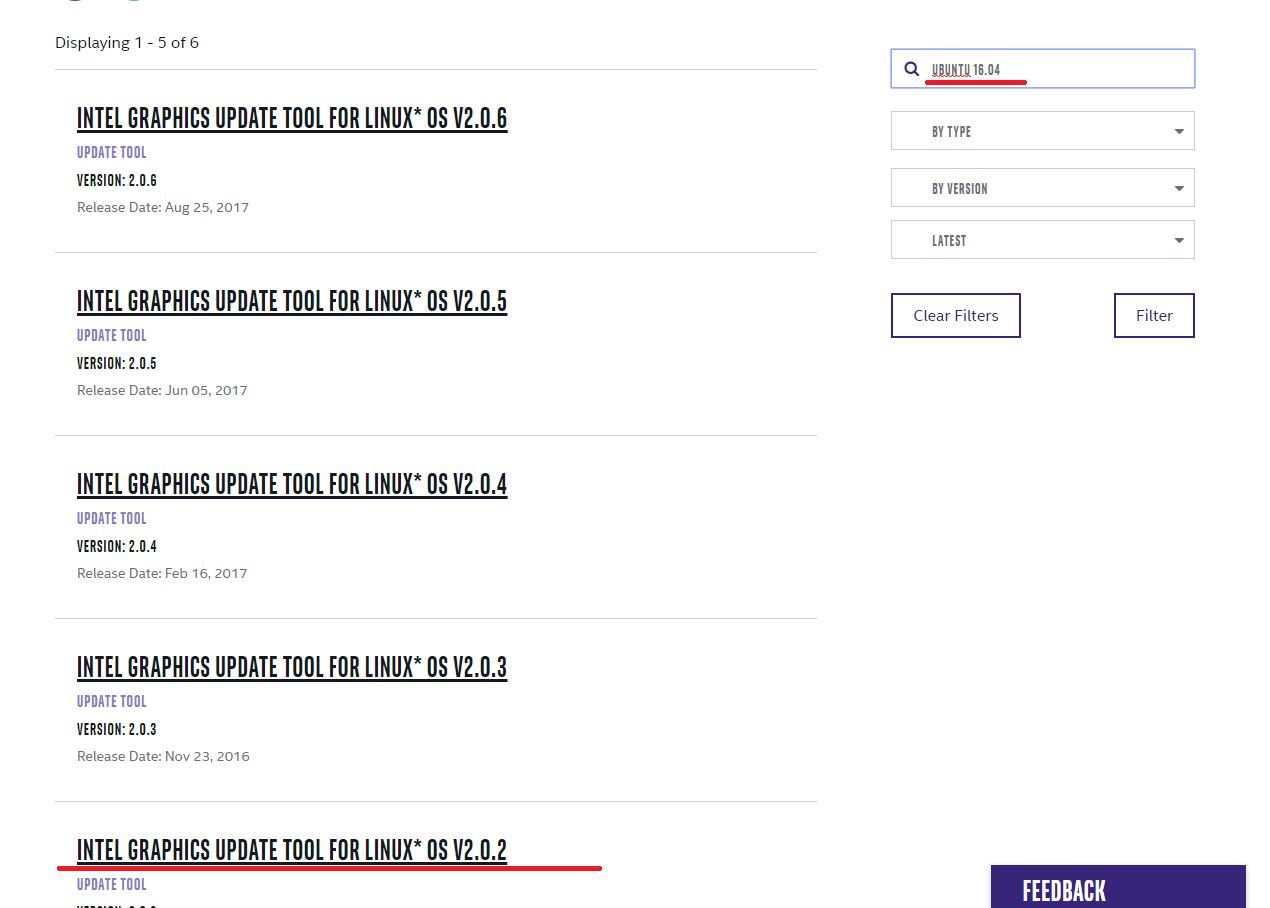 Displaying 1 - 5 of 6
INTEL GRAPHICS UPDATE TOOL FOR LINUX* OS V2.0.6
UPDATE TOOL
VERSION: 2.0.6
Release Date: Aug 25, 2017
INTEL GRAPHICS UPDATE TOOL FOR LINUX* OS V2.0.5
UPDATE TOOL
VERSION: 2.0.5
Release Date: Jun 05, 2017
INTEL GRAPHICS UPDATE TOOL FOR LINUX* OS V2.0.4
UPDATE TOOL
VERSION: 2.0.4
Release Date: Feb 16, 2017
INTEL GRAPHICS UPDATE TOOL FOR LINUX* OS V2.0.3
UPDATE TOOL
VERSION: 2.0.3
Release Date: Nov 23, 2016
INTEL GRAPHICS UPDATE TOOL FOR LINUX* OS V2.0.2
UPDATE TOOL
UBUNTU 16.04
BY TYPE
BY VERSION
LATEST
Clear Filters
Filter
FEEDBACK